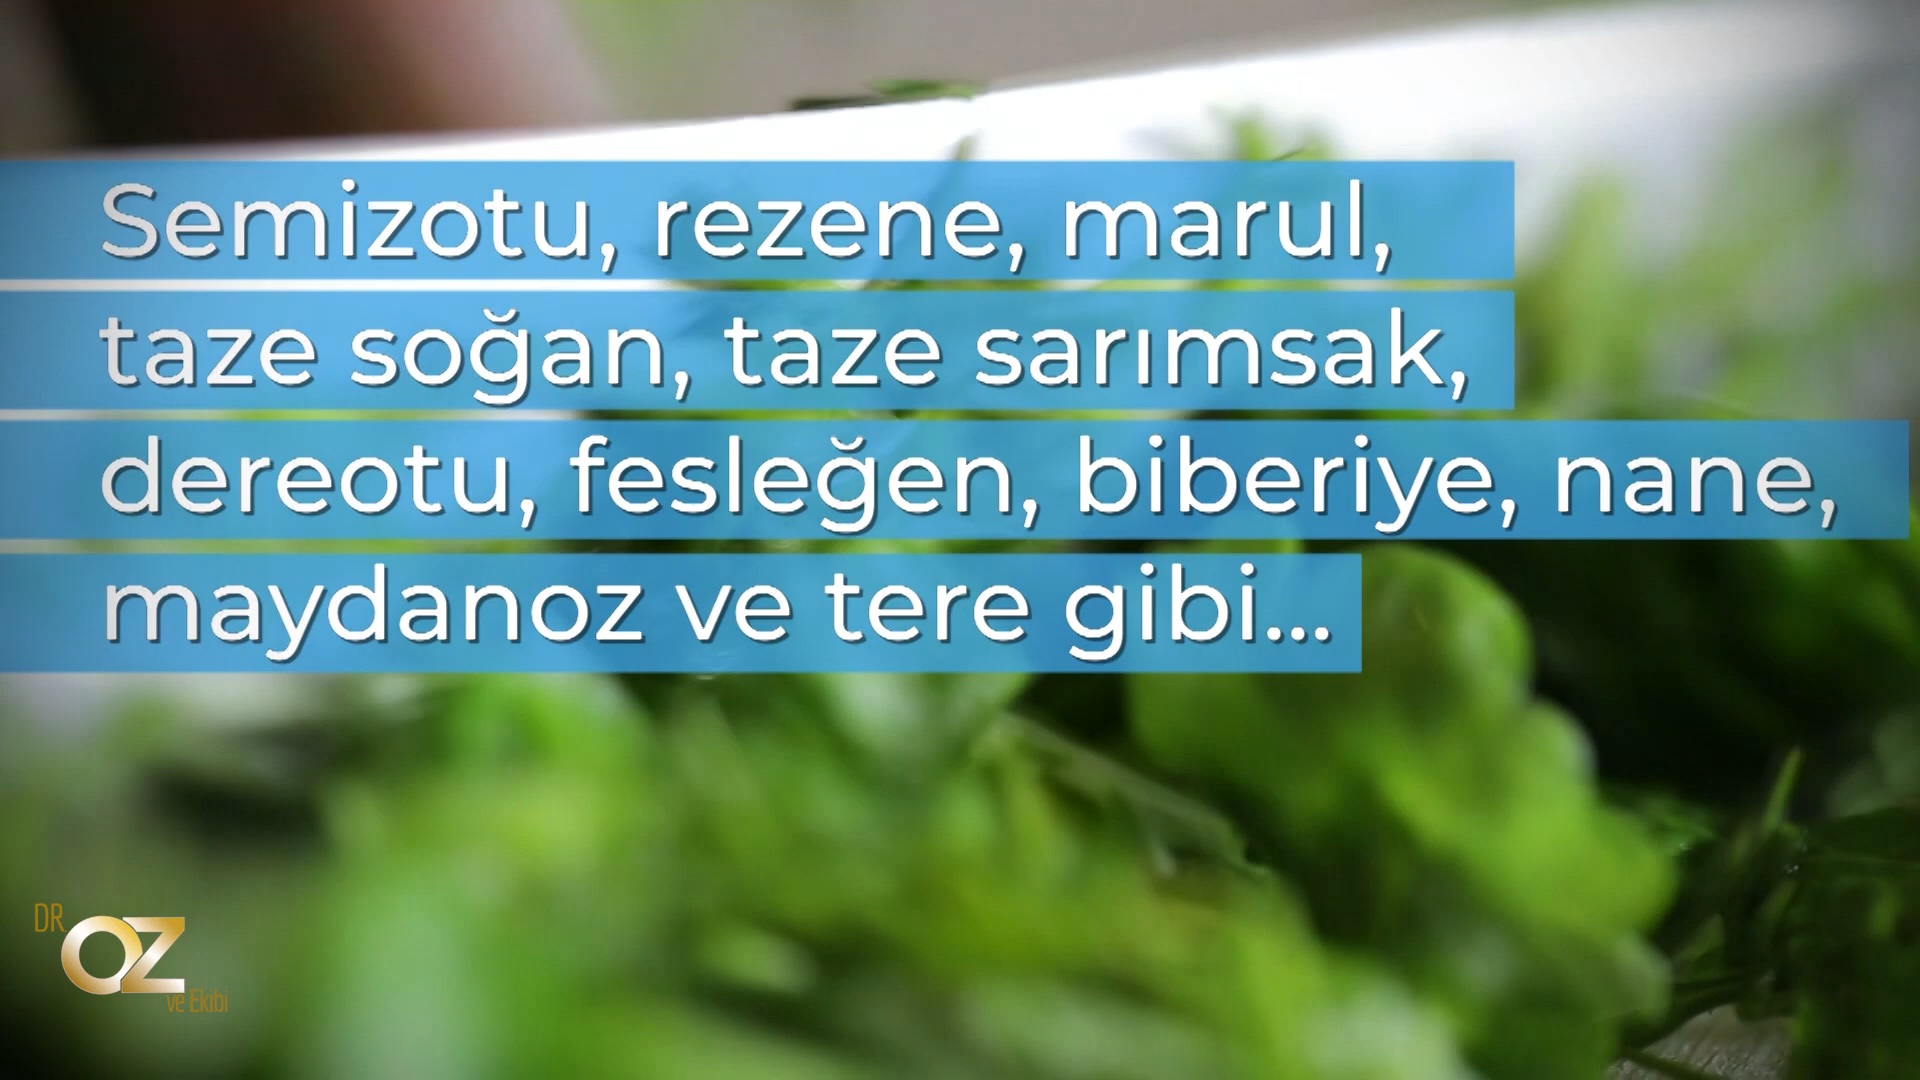 Semizotu, rezene, marul,
taze soğan, taze sarımsak,
dereotu, fesleğen, biberiye, nane,
maydanoz ve tere gibi...
DR
OZ
ve Ekibi